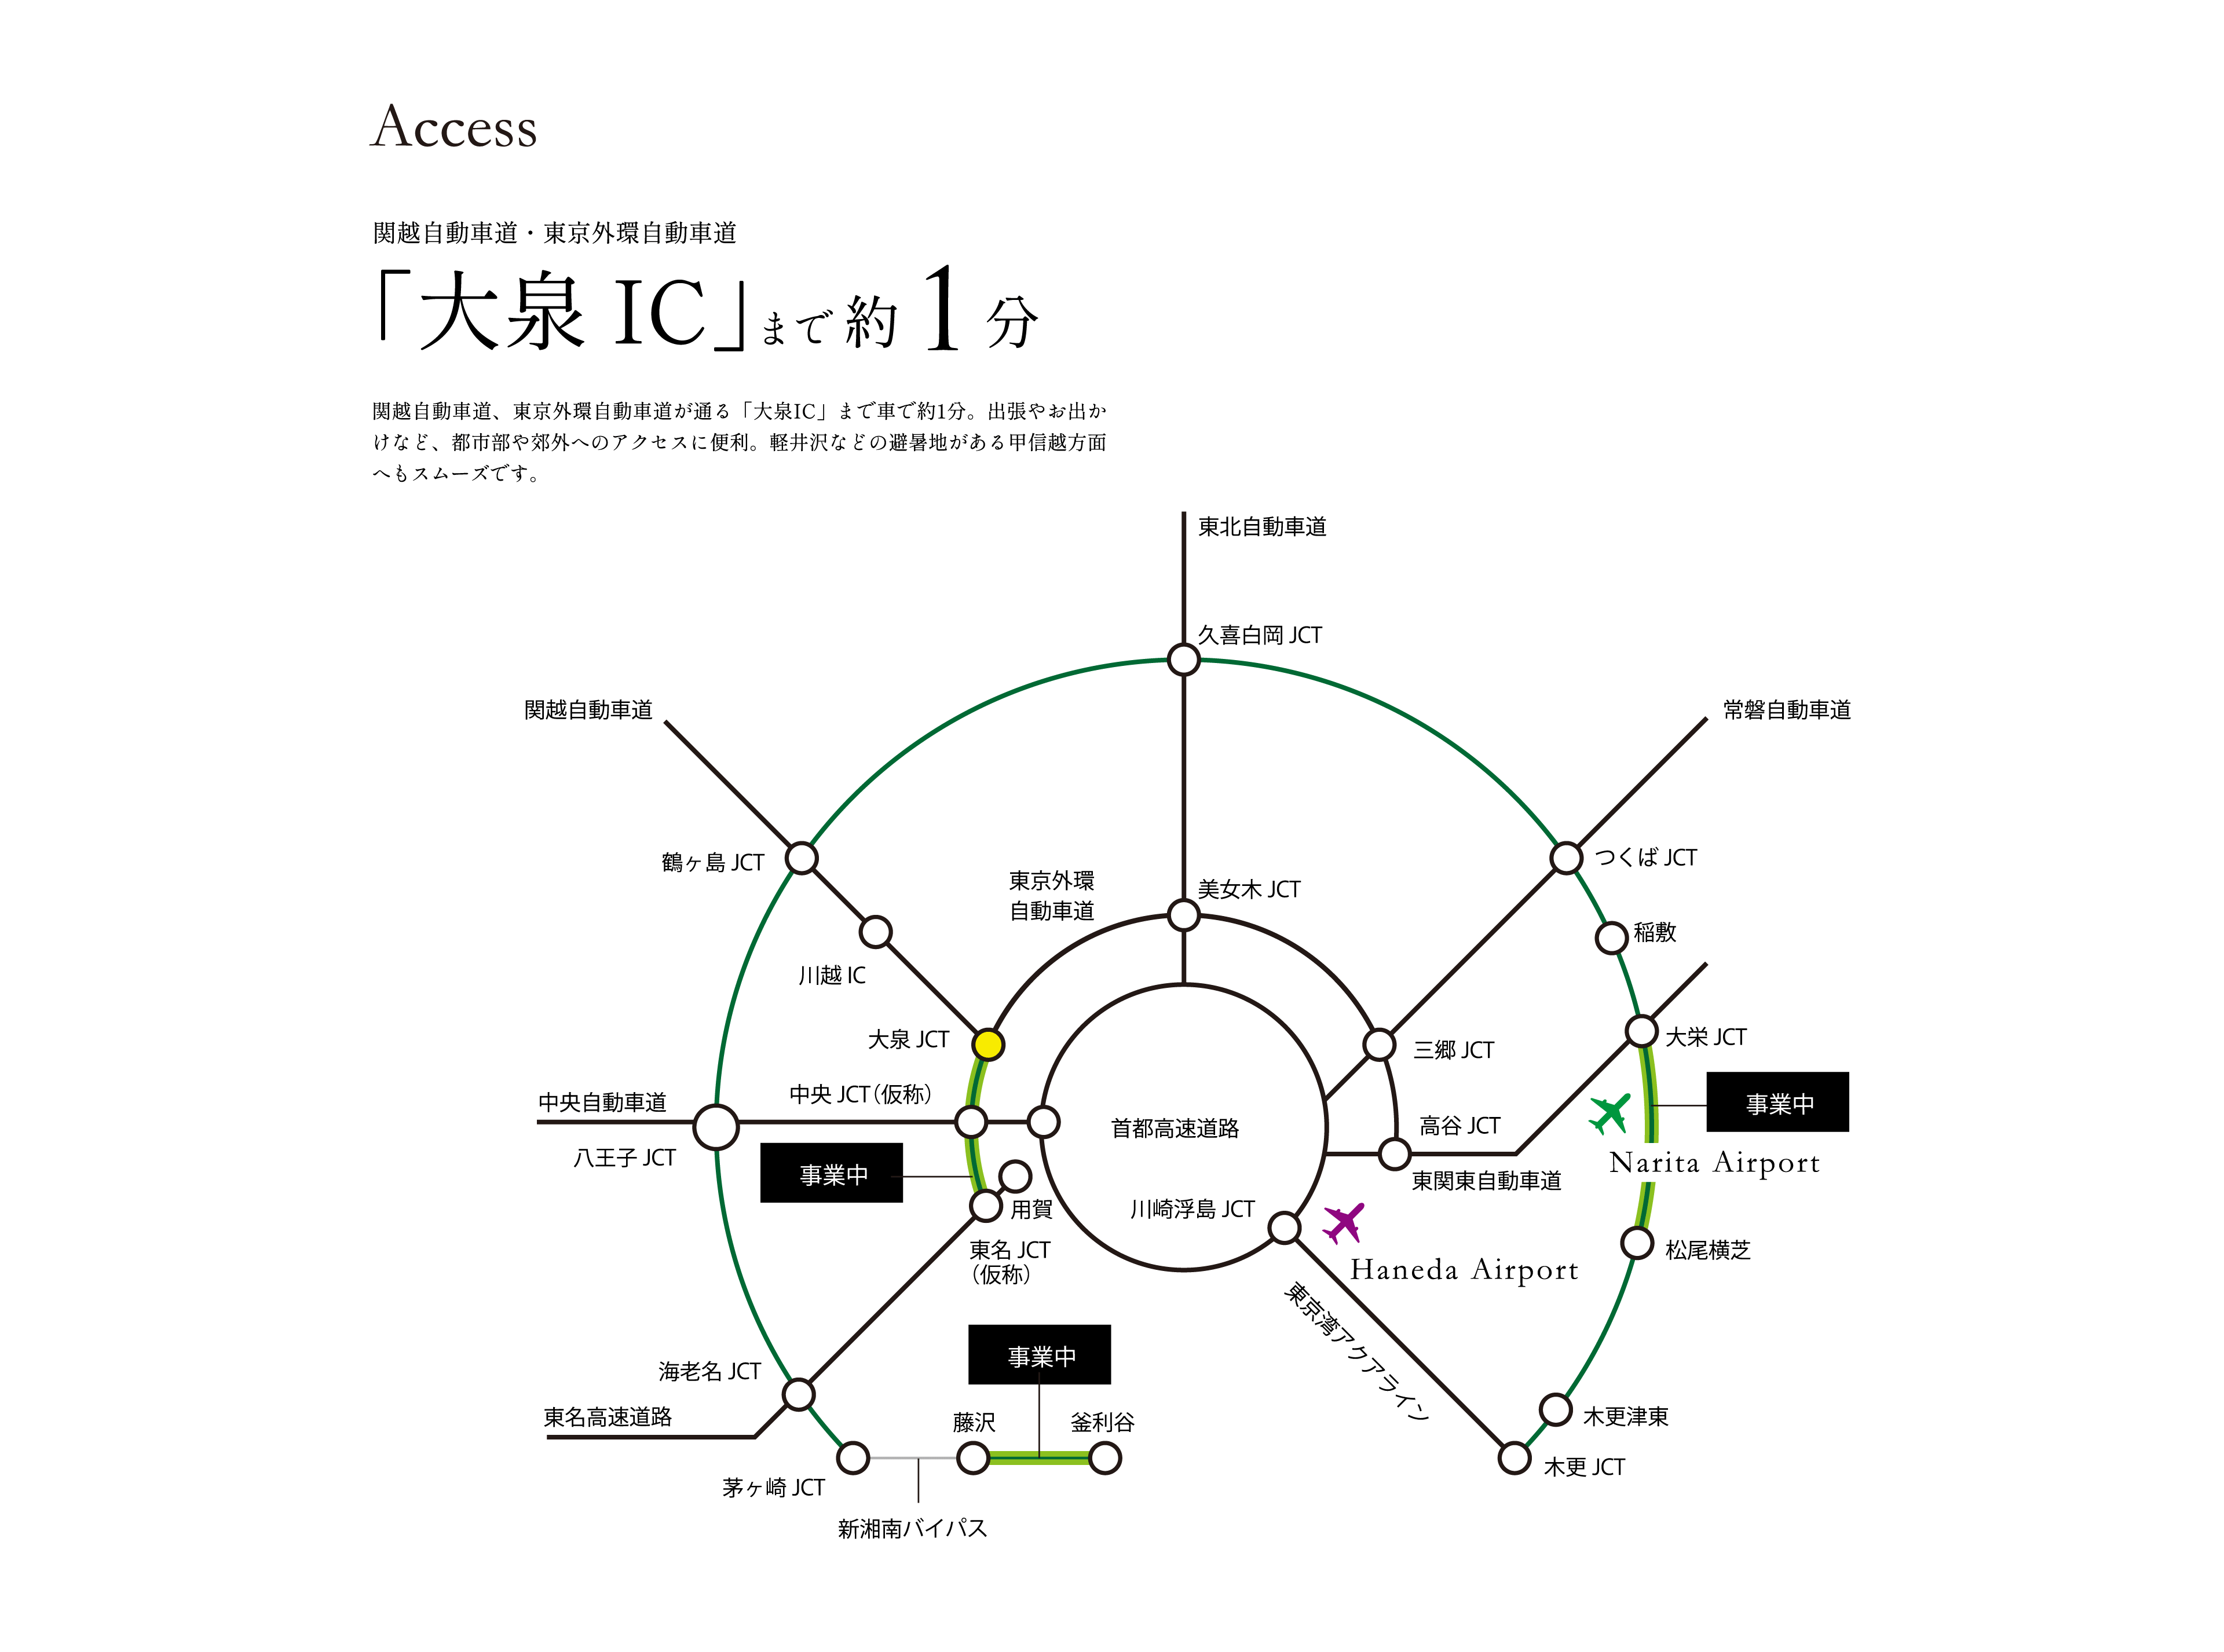 Access
関越自動車道・東京外環自動車道
「大泉 IC」まで 約 1 分
関越自動車道、東京外環自動車道が通る「大泉IC」まで車で約1分。出張やお出か
けなど、都市部や郊外へのアクセスに便利。軽井沢などの避暑地がある甲信越方面
へもスムーズです。
東北自動車道
久喜白岡 JCT
関越自動車道
常磐自動車道
鶴ヶ島 JCT
つくば JCT
東京外環
自動車道
美女木 JCT
稲敷
川越 IC
大泉 JCT
三郷 JCT
大栄 JCT
中央自動車道
中央 JCT（仮称）
事業中
首都高速道路
高谷 JCT
八王子 JCT
事業中
Narita Airport
東関東自動車道
用賀
川崎浮島 JCT
東名 JCT
（仮称）
松尾横芝
Haneda Airport
東京湾アクアライン
事業中
海老名 JCT
東名高速道路
藤沢
釜利谷
木更津東
木更 JCT
茅ヶ崎 JCT
新湘南バイパス